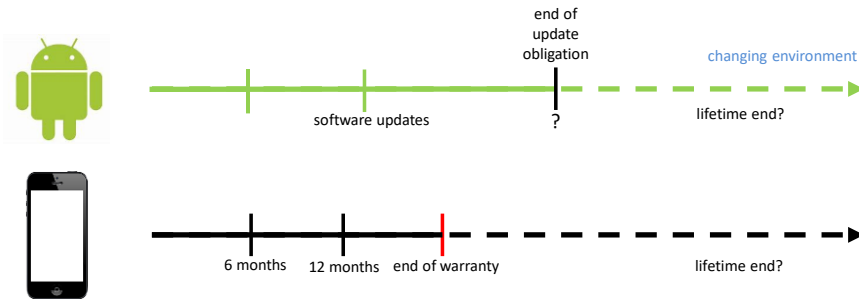 end of
update
obligation
changing environment
software updates
?
lifetime end?
6 months
12 months
end of warranty
lifetime end?